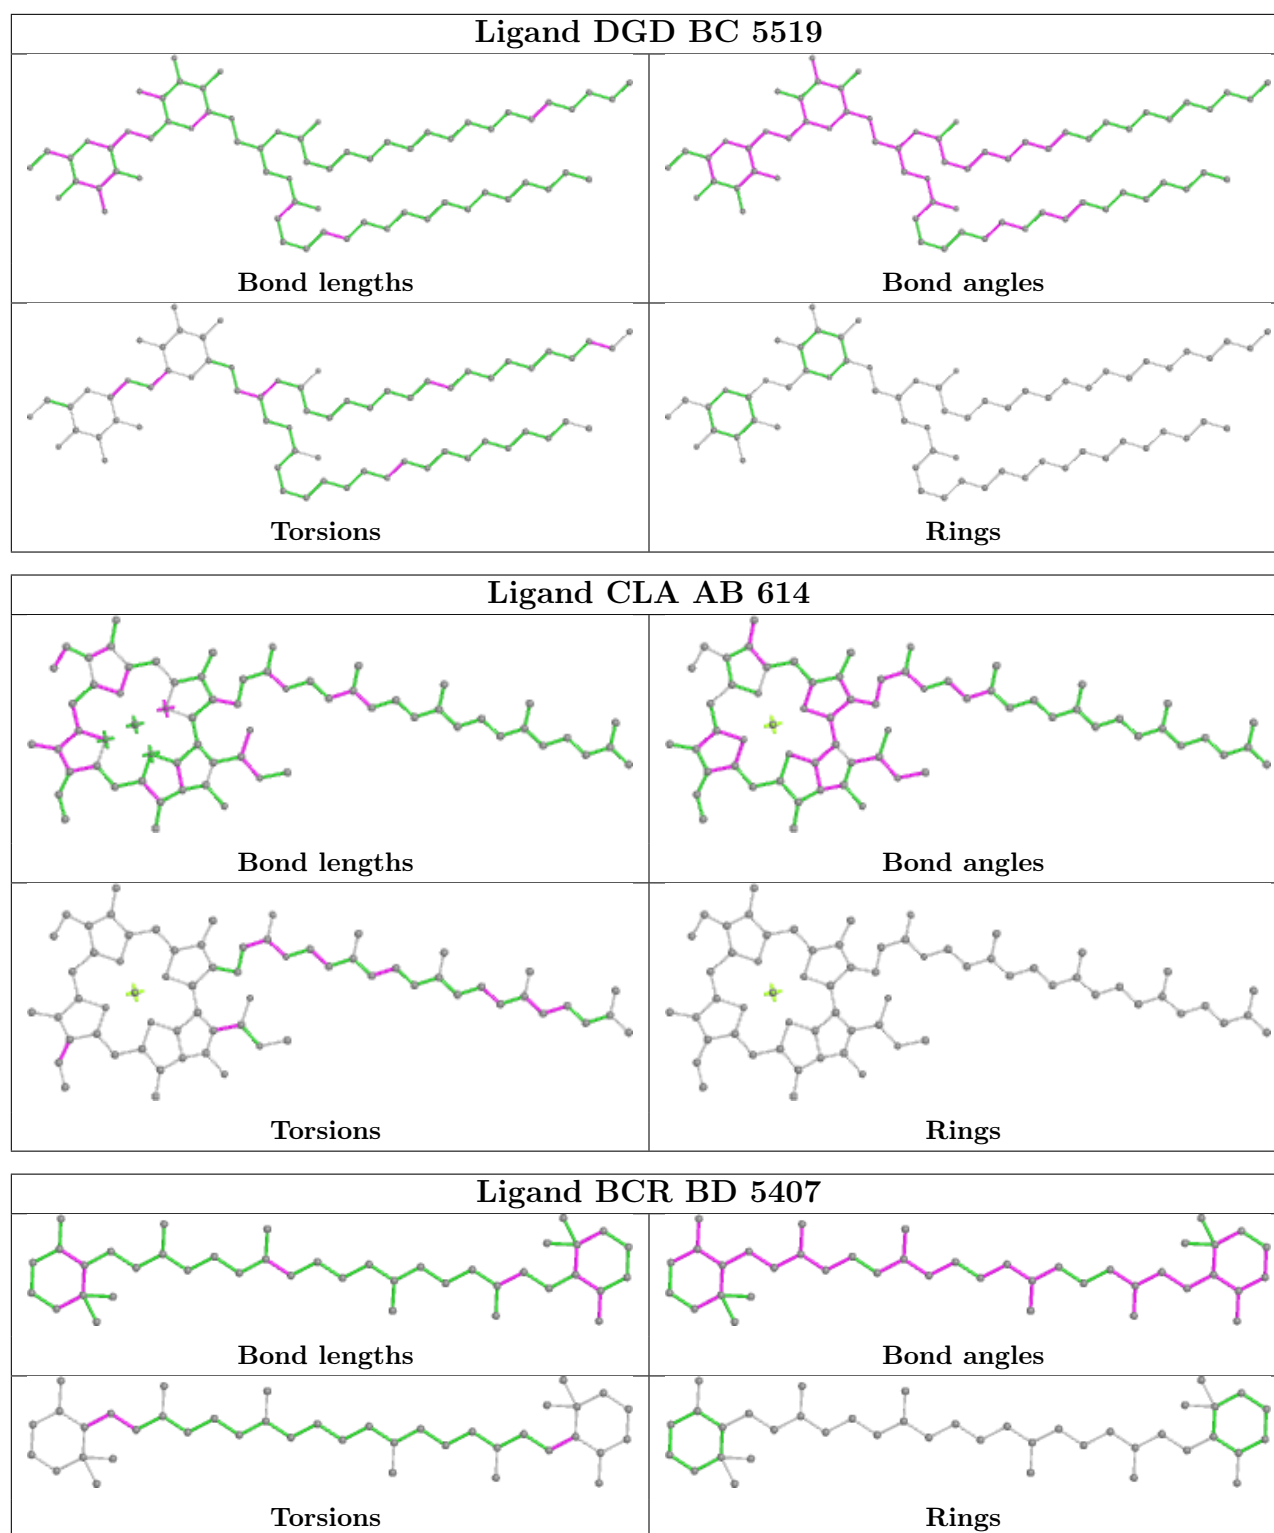 Ligand DGD BC 5519
Bond lengths
Bond angles
Torsions
Rings
Ligand CLA AB 614
Bond lengths
Bond angles
Torsions
Rings
Ligand BCR BD 5407
Bond lengths
Bond angles
Torsions
Rings